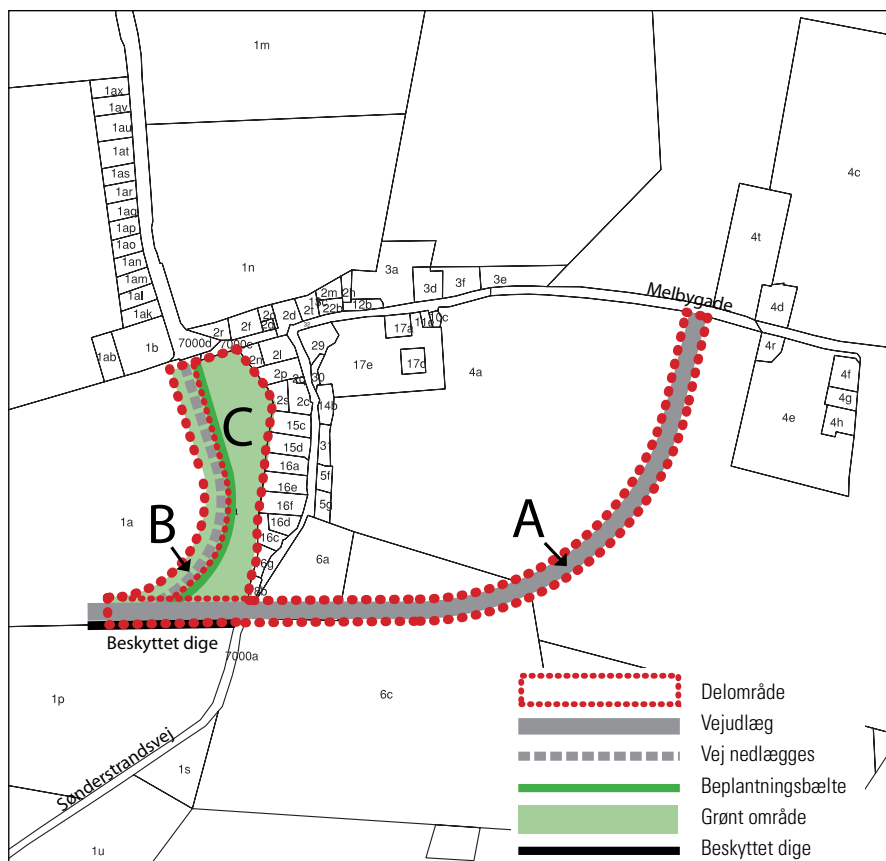 1m
1ax
1av
1au
1at
1as
1ar
1aq
1ap
1ao
1an
1am
1al
1ak
1ab
1b
7000d
1n
2r
2f
7000e
2d
2t
2m
2h
22b
12b
3a
3d
3f
3e
4c
4t
4d
Melbygade
4r
4f
4g
4h
4e
29
17a
10c
17e
17d
4a
2l
2p
30
2s
2c
14b
15c
15d
31
16a
16e
5f
16f
5g
16d
16c
6g
6a
8b
C
B
A
1a
Beskyttet dige
7000a
1p
6c
Sønderstrandsvej
1s
1u
Delområde
Vejudlæg
Vej nedlægges
Beplantningsbælte
Grønt område
Beskyttet dige